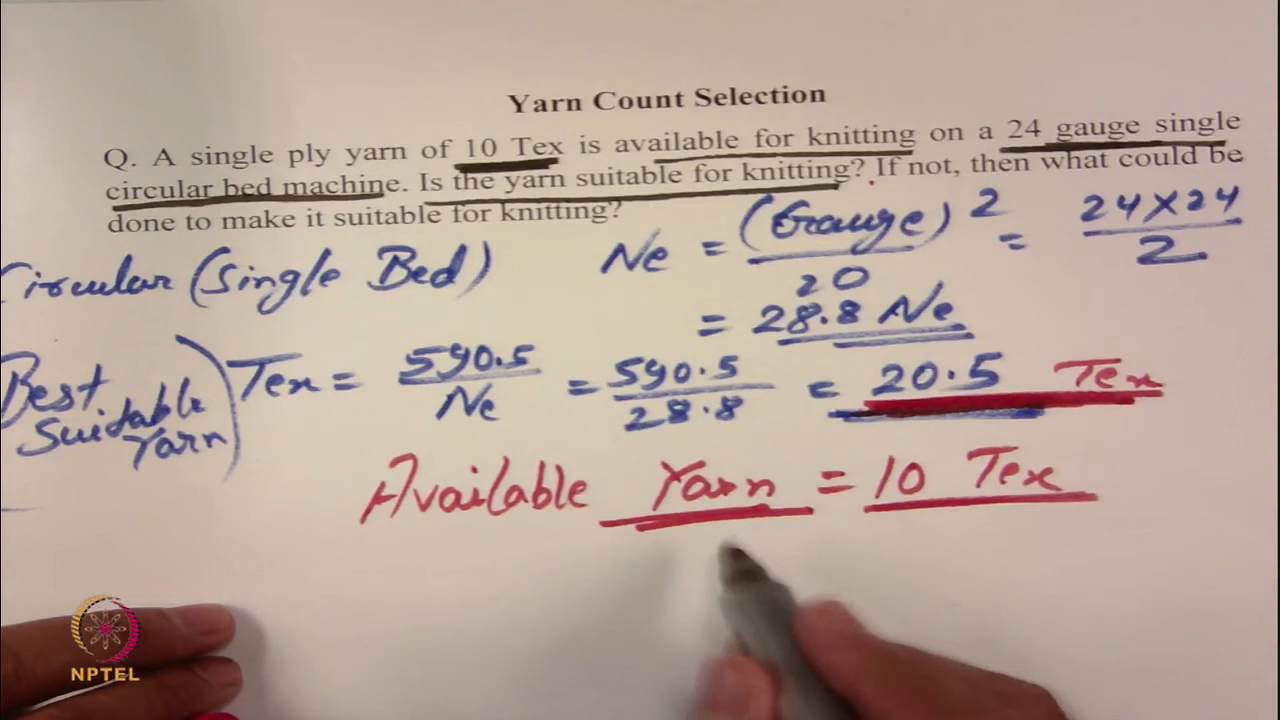 Yarn Count Selection
Q. A single ply yarn of 10 Tex is available for knitting on a 24 gauge single
circular bed machine. Is the yarn suitable for knitting? If not, then what could be
done to make it suitable for knitting?
Circular (Single Bed) Ne = (Gauge)² / 20 = 24 X 24 / 2
= 28.8 Ne
Best Suitable Yarn) Tex = 590.5 / Ne = 590.5 / 28.8 = 20.5 Tex
Available Yarn = 10 Tex
NPTEL